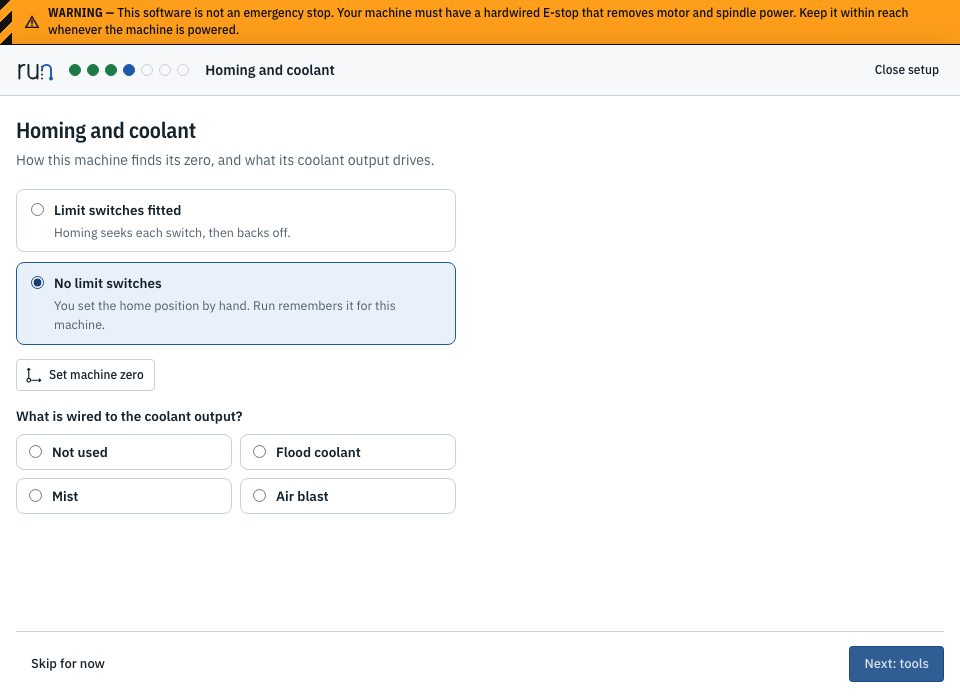 WARNING — This software is not an emergency stop. Your machine must have a hardwired E-stop that removes motor and spindle power. Keep it within reach
whenever the machine is powered.
run
Homing and coolant
Close setup
Homing and coolant
How this machine finds its zero, and what its coolant output drives.
Limit switches fitted
Homing seeks each switch, then backs off.
No limit switches
You set the home position by hand. Run remembers it for this
machine.
Set machine zero
What is wired to the coolant output?
Not used
Flood coolant
Mist
Air blast
Skip for now
Next: tools